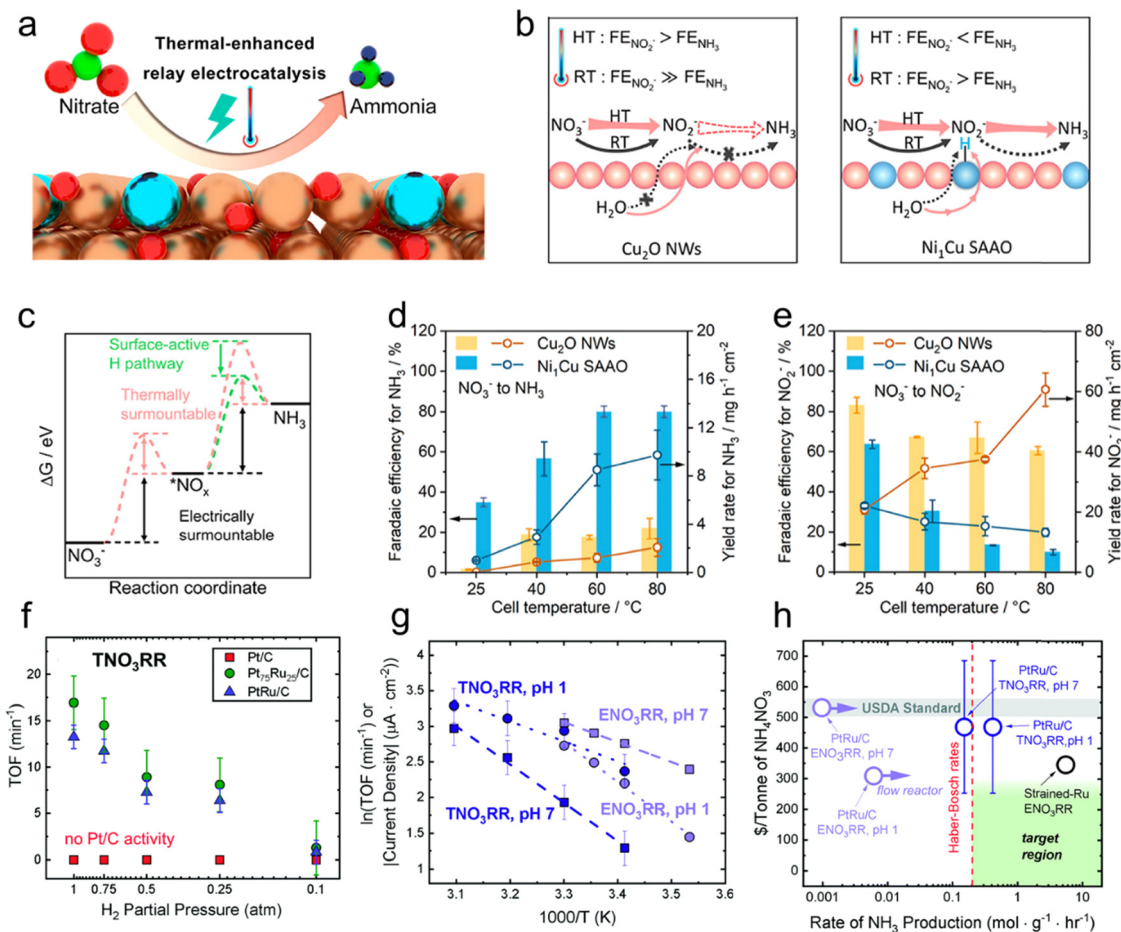 a
Thermal-enhanced
relay electrocatalysis
Nitrate
Ammonia
b
HT : FE_NO₂⁻ > FE_NH₃
RT : FE_NO₂⁻ ≫ FE_NH₃
NO₃⁻ HT NO₂⁻ NH₃
RT
H₂O
Cu₂O NWs
HT : FE_NO₂⁻ < FE_NH₃
RT : FE_NO₂⁻ > FE_NH₃
NO₃⁻ HT NO₂⁻ NH₃
RT H
H₂O
Ni₁Cu SAAO
c
Surface-active
H pathway
Thermally
surmountable
NH₃
*NOₓ
Electrically
surmountable
NO₃⁻
ΔG / eV
Reaction coordinate
d
Cu₂O NWs
Ni₁Cu SAAO
NO₃⁻ to NH₃
Faradaic efficiency for NH₃ / %
120
100
80
60
40
20
0
Yield rate for NH₃ / mg h⁻¹ cm⁻²
20
16
12
8
4
0
25 40 60 80
Cell temperature / °C
e
Cu₂O NWs
Ni₁Cu SAAO
NO₃⁻ to NO₂⁻
Faradaic efficiency for NO₂⁻ / %
120
100
80
60
40
20
0
Yield rate for NO₂⁻ / mg h⁻¹ cm⁻²
80
60
40
20
0
25 40 60 80
Cell temperature / °C
f
TNO₃RR
Pt/C
Pt₇₅Ru₂₅/C
PtRu/C
no Pt/C activity
TOF (min⁻¹)
20
15
10
5
0
1 0.75 0.5 0.25 0.1
H₂ Partial Pressure (atm)
g
TNO₃RR, pH 1
ENO₃RR, pH 7
TNO₃RR, pH 7
ENO₃RR, pH 1
ln(TOF (min⁻¹) or
|Current Density| (μA · cm⁻²))
4
3
2
1
3.1 3.2 3.3 3.4 3.5 3.6
1000/T (K)
h
$/Tonne of NH₄NO₃
700
600
500
400
300
200
100
0
USDA Standard
PtRu/C
ENO₃RR, pH 7
PtRu/C
ENO₃RR, pH 1
flow reactor
Haber-Bosch rates
PtRu/C
TNO₃RR, pH 7
PtRu/C
TNO₃RR,pH 1
Strained-Ru
ENO₃RR
target
region
0.001 0.01 0.1 1 10
Rate of NH₃ Production (mol · g⁻¹ · hr⁻¹)